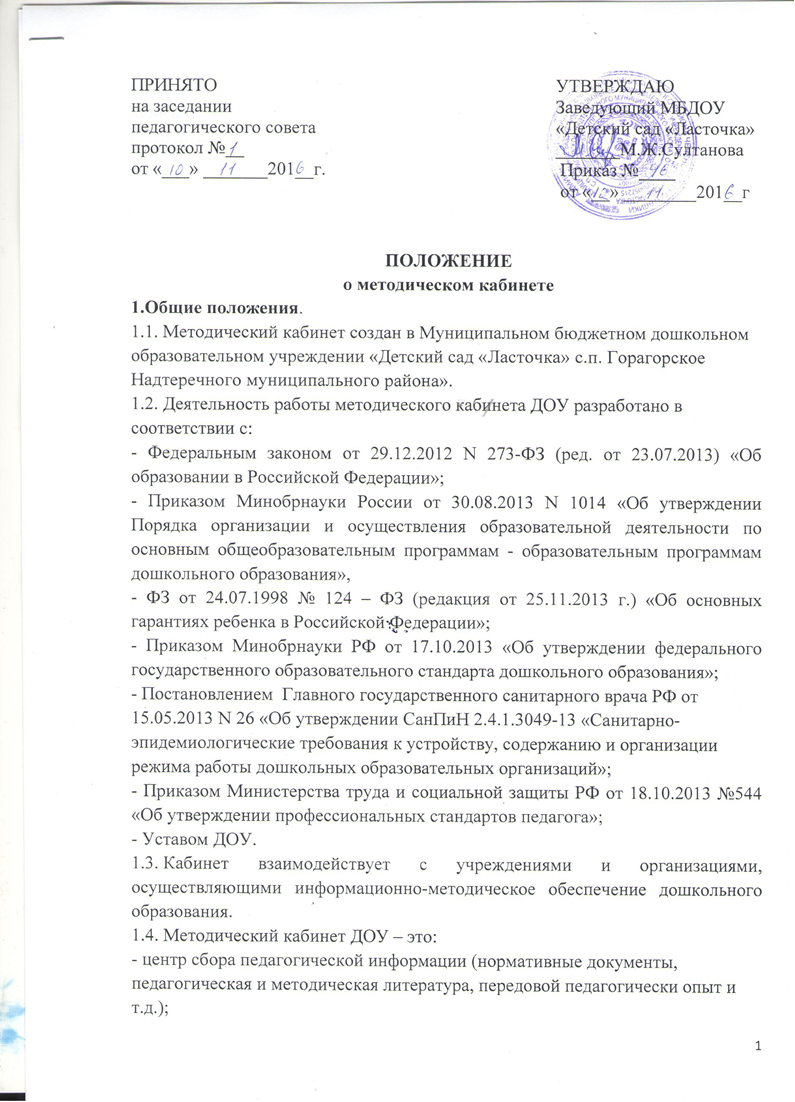 ПРИНЯТО
на заседании
педагогического совета
протокол №1
от «10» 11 2016 г.
УТВЕРЖДАЮ
Заведующий МБДОУ
«Детский сад «Ласточка»
М.Ж.Султанова
Приказ № 46
от «12» 11. 2016 г
ПОЛОЖЕНИЕ
о методическом кабинете
1.Общие положения.
1.1. Методический кабинет создан в Муниципальном бюджетном дошкольном
образовательном учреждении «Детский сад «Ласточка» с.п. Горагорское
Надтеречного муниципального района».
1.2. Деятельность работы методического кабинета ДОУ разработано в
соответствии с:
- Федеральным законом от 29.12.2012 N 273-ФЗ (ред. от 23.07.2013) «Об
образовании в Российской Федерации»;
- Приказом Минобрнауки России от 30.08.2013 N 1014 «Об утверждении
Порядка организации и осуществления образовательной деятельности по
основным общеобразовательным программам - образовательным программам
дошкольного образования»,
- ФЗ от 24.07.1998 № 124 – ФЗ (редакция от 25.11.2013 г.) «Об основных
гарантиях ребенка в Российской Федерации»;
- Приказом Минобрнауки РФ от 17.10.2013 «Об утверждении федерального
государственного образовательного стандарта дошкольного образования»;
- Постановлением Главного государственного санитарного врача РФ от
15.05.2013 N 26 «Об утверждении СанПиН 2.4.1.3049-13 «Санитарно-
эпидемиологические требования к устройству, содержанию и организации
режима работы дошкольных образовательных организаций»;
- Приказом Министерства труда и социальной защиты РФ от 18.10.2013 №544
«Об утверждении профессиональных стандартов педагога»;
- Уставом ДОУ.
1.3. Кабинет взаимодействует с учреждениями и организациями,
осуществляющими информационно-методическое обеспечение дошкольного
образования.
1.4. Методический кабинет ДОУ – это:
- центр сбора педагогической информации (нормативные документы,
педагогическая и методическая литература, передовой педагогически опыт и
т.д.);
1